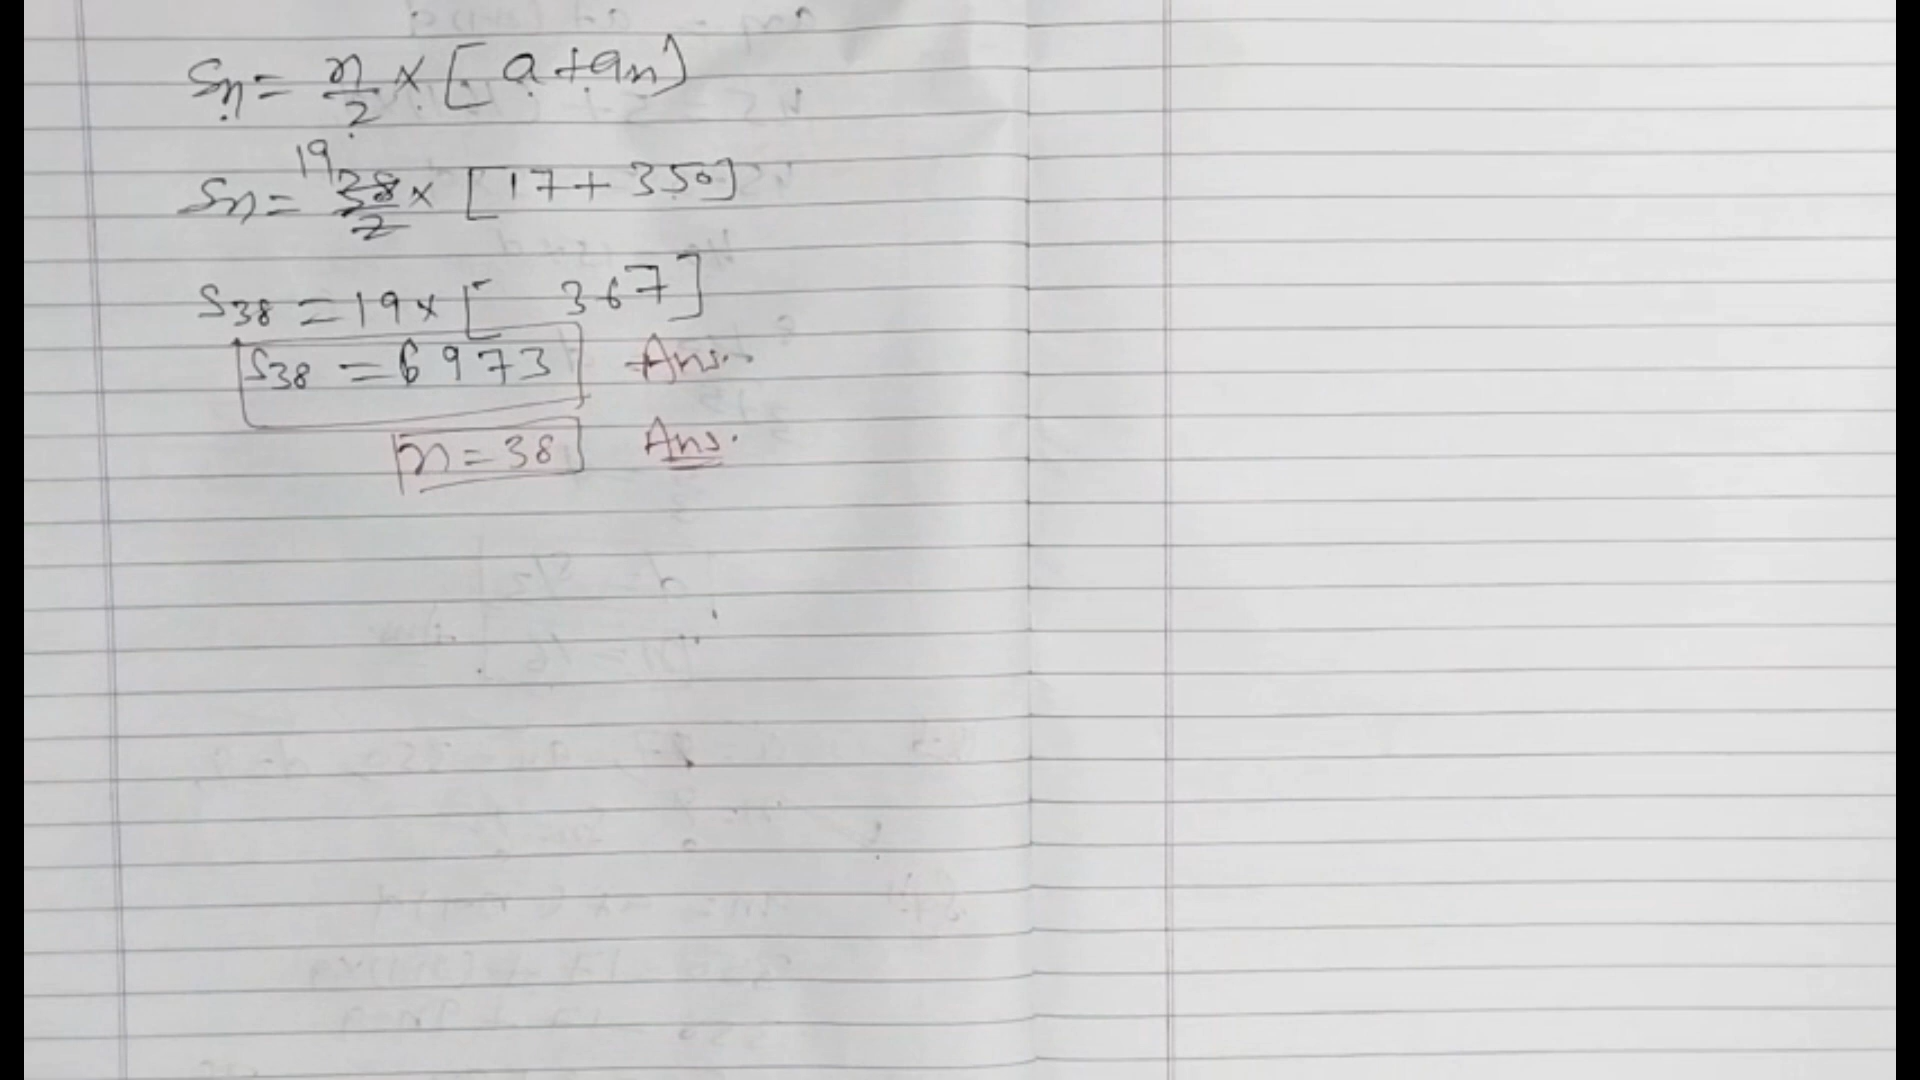 Sn = n/2 × [a + an]
Sn = 19 38/2 × [17 + 350]
S38 = 19 × [ 367]
S38 = 6973 Ans.
n = 38 Ans.